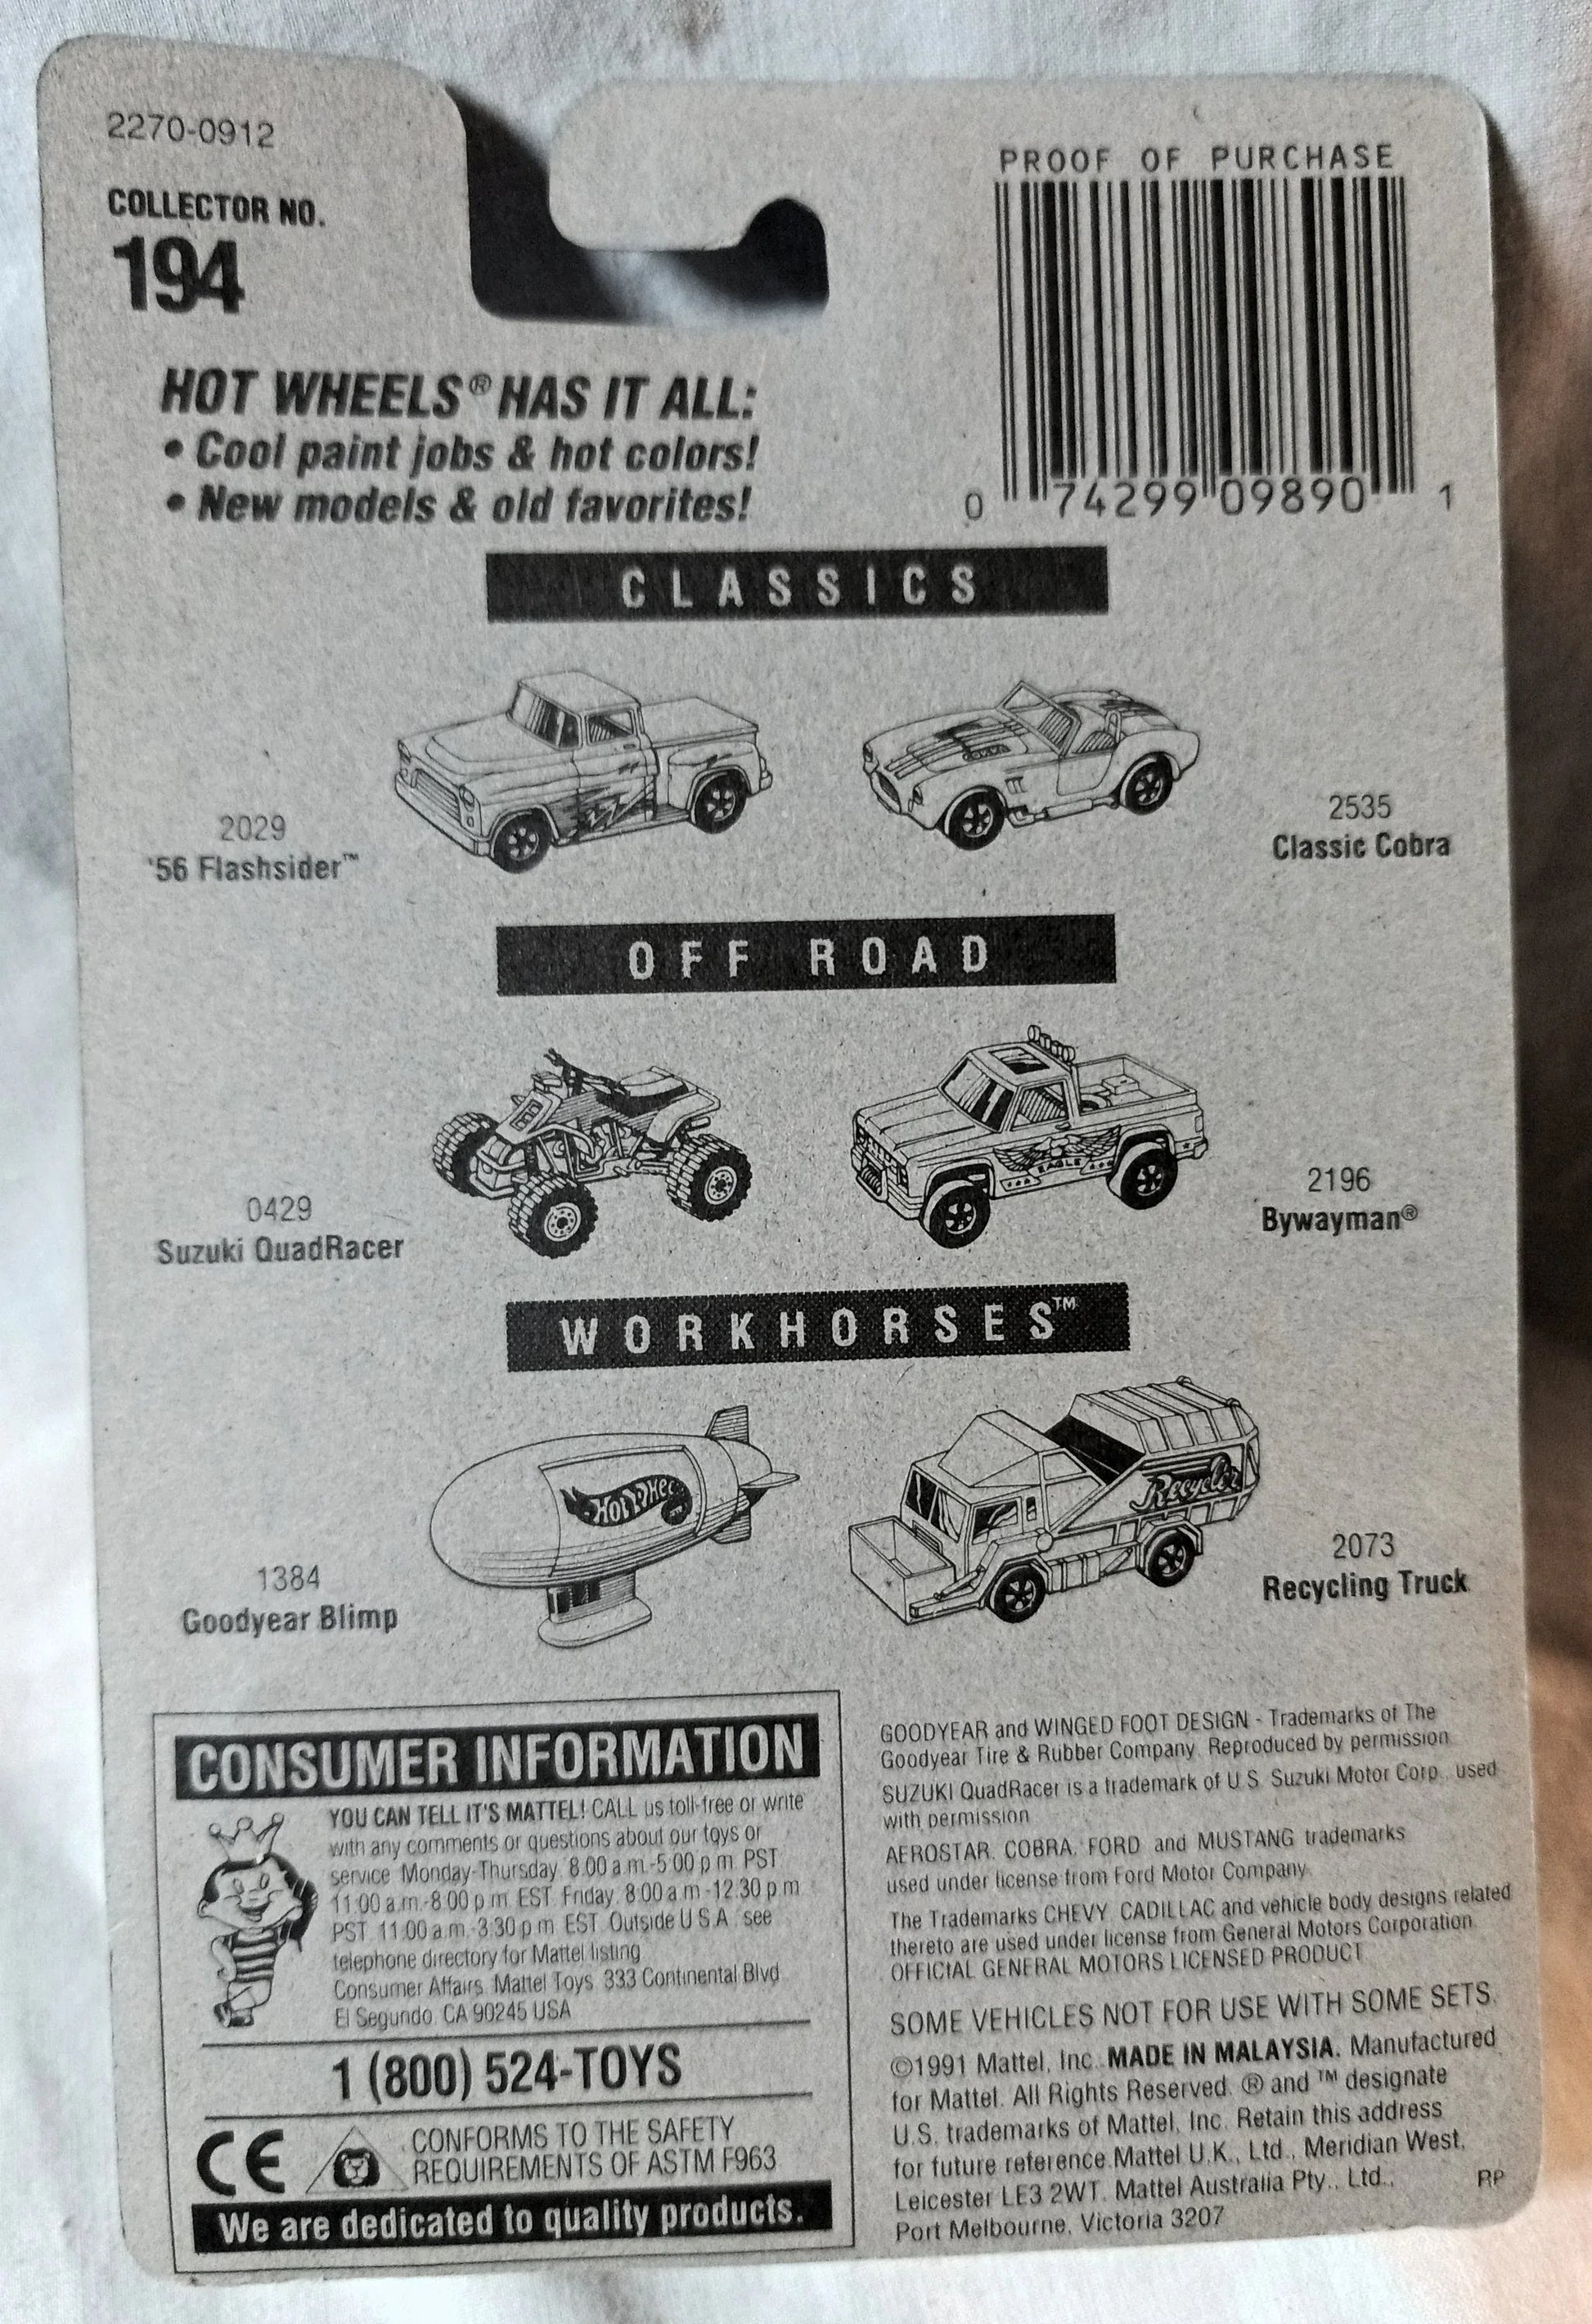 2270-0912
COLLECTOR NO.
194
PROOF OF PURCHASE
0 74299 09890 1
HOT WHEELS® HAS IT ALL:
• Cool paint jobs & hot colors!
• New models & old favorites!
CLASSICS
2029
'56 Flashsider™
2535
Classic Cobra
OFF ROAD
EAGLE
0429
Suzuki QuadRacer
2196
Bywayman®
WORKHORSES™
Recycler
1384
Goodyear Blimp
2073
Recycling Truck
CONSUMER INFORMATION
YOU CAN TELL IT'S MATTEL! CALL us toll-free or write
with any comments or questions about our toys or
service Monday-Thursday, 8:00 a.m.-5:00 p.m. PST
11:00 a.m.-8:00 p.m. EST. Friday, 8:00 a.m.-12:30 p.m.
PST. 11:00 a.m.-3:30 p.m. EST. Outside U.S.A., see
telephone directory for Mattel listing.
Consumer Affairs, Mattel Toys, 333 Continental Blvd.
El Segundo, CA 90245 USA
1 (800) 524-TOYS
CE
CONFORMS TO THE SAFETY
REQUIREMENTS OF ASTM F963
We are dedicated to quality products.
GOODYEAR and WINGED FOOT DESIGN - Trademarks of The
Goodyear Tire & Rubber Company. Reproduced by permission.
SUZUKI QuadRacer is a trademark of U.S. Suzuki Motor Corp., used
with permission.
AEROSTAR, COBRA, FORD and MUSTANG trademarks
used under license from Ford Motor Company.
The Trademarks CHEVY, CADILLAC and vehicle body designs related
thereto are used under license from General Motors Corporation.
OFFICIAL GENERAL MOTORS LICENSED PRODUCT
SOME VEHICLES NOT FOR USE WITH SOME SETS.
©1991 Mattel, Inc. MADE IN MALAYSIA. Manufactured
for Mattel. All Rights Reserved. ® and ™ designate
U.S. trademarks of Mattel, Inc. Retain this address
for future reference: Mattel U.K., Ltd., Meridian West,
Leicester LE3 2WT. Mattel Australia Pty., Ltd.,
Port Melbourne, Victoria 3207
RP